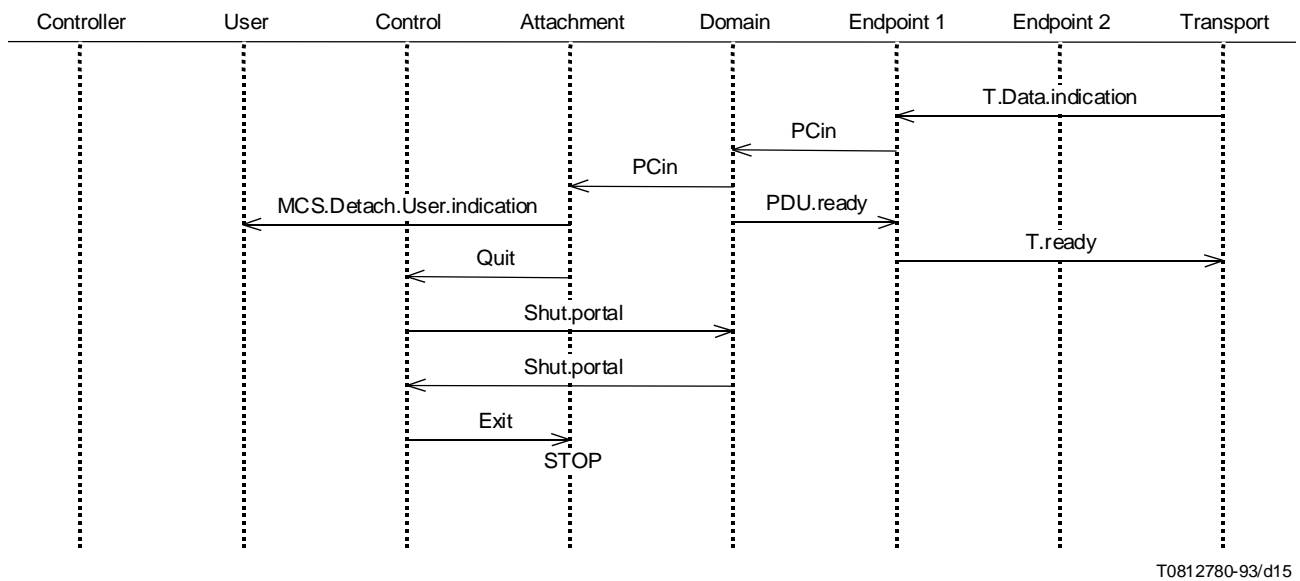 Controller User Control Attachment Domain Endpoint 1 Endpoint 2 Transport
T.Data.indication
PCin
PCin
MCS.Detach.User.indication PDU.ready
T.ready
Quit
Shut.portal
Shut.portal
Exit
STOP
T0812780-93/d15